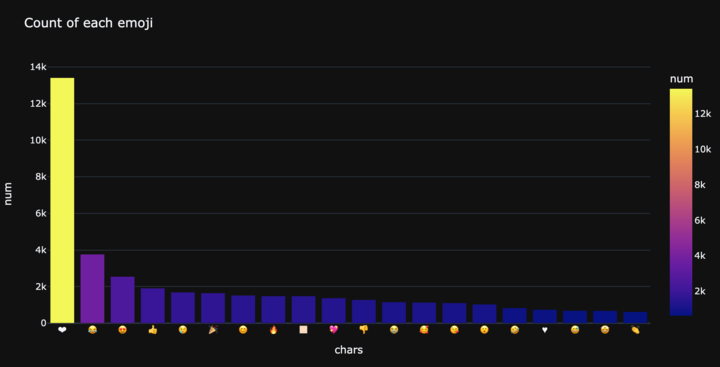 Count of each emoji
num
14k
12k
10k
8k
6k
4k
2k
0
chars
num
12k
10k
8k
6k
4k
2k